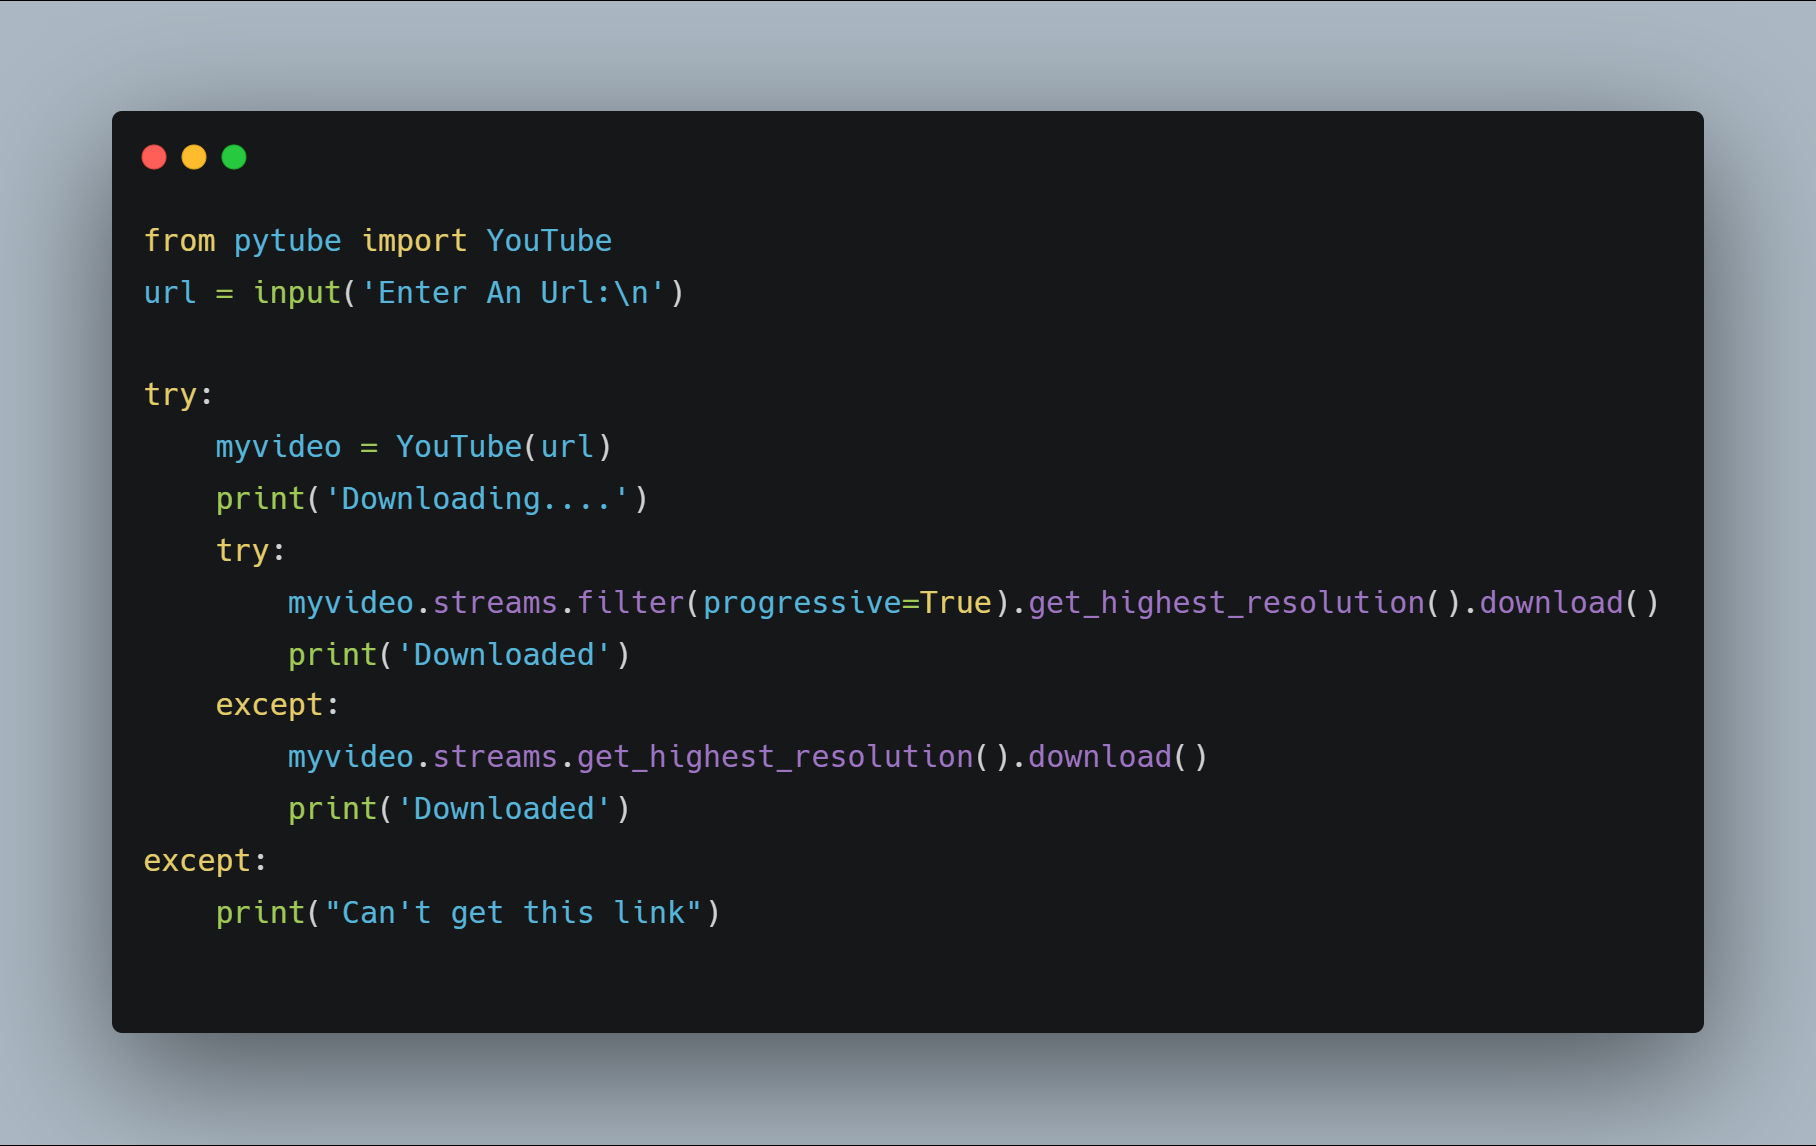 from pytube import YouTube
url = input('Enter An Url:\n')

try:
    myvideo = YouTube(url)
    print('Downloading....')
    try:
        myvideo.streams.filter(progressive=True).get_highest_resolution().download()
        print('Downloaded')
    except:
        myvideo.streams.get_highest_resolution().download()
        print('Downloaded')
except:
    print("Can't get this link")